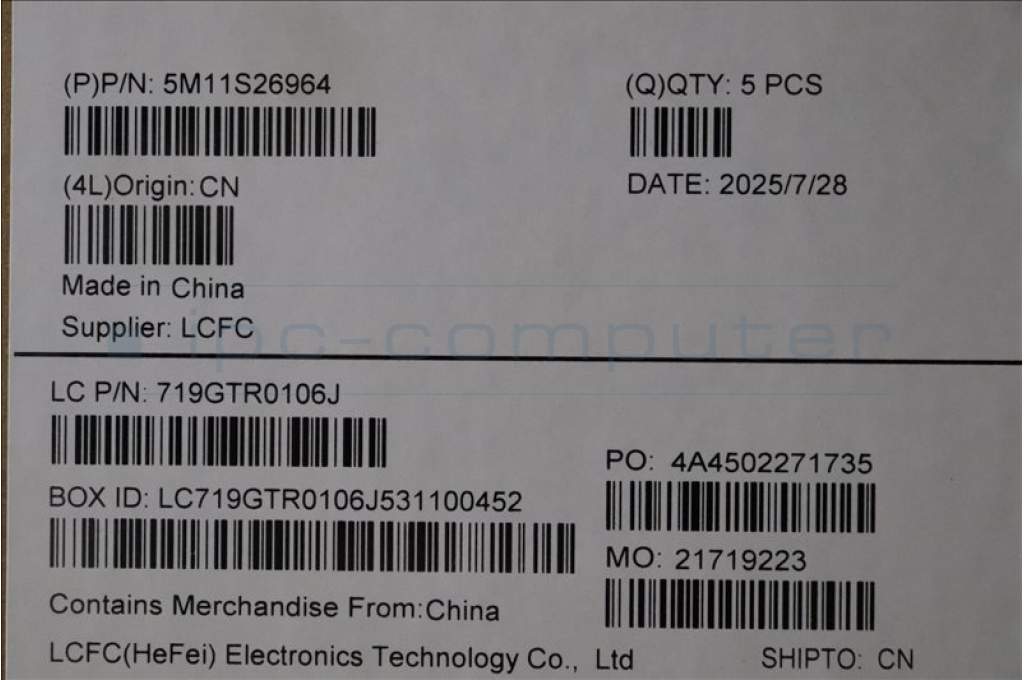 (P)P/N: 5M11S26964
(Q)QTY: 5 PCS
(4L)Origin:CN
DATE: 2025/7/28
Made in China
Supplier: LCFC
ipc-computer
LC P/N: 719GTR0106J
PO: 4A4502271735
BOX ID: LC719GTR0106J531100452
MO: 21719223
Contains Merchandise From:China
LCFC(HeFei) Electronics Technology Co., Ltd
SHIPTO: CN